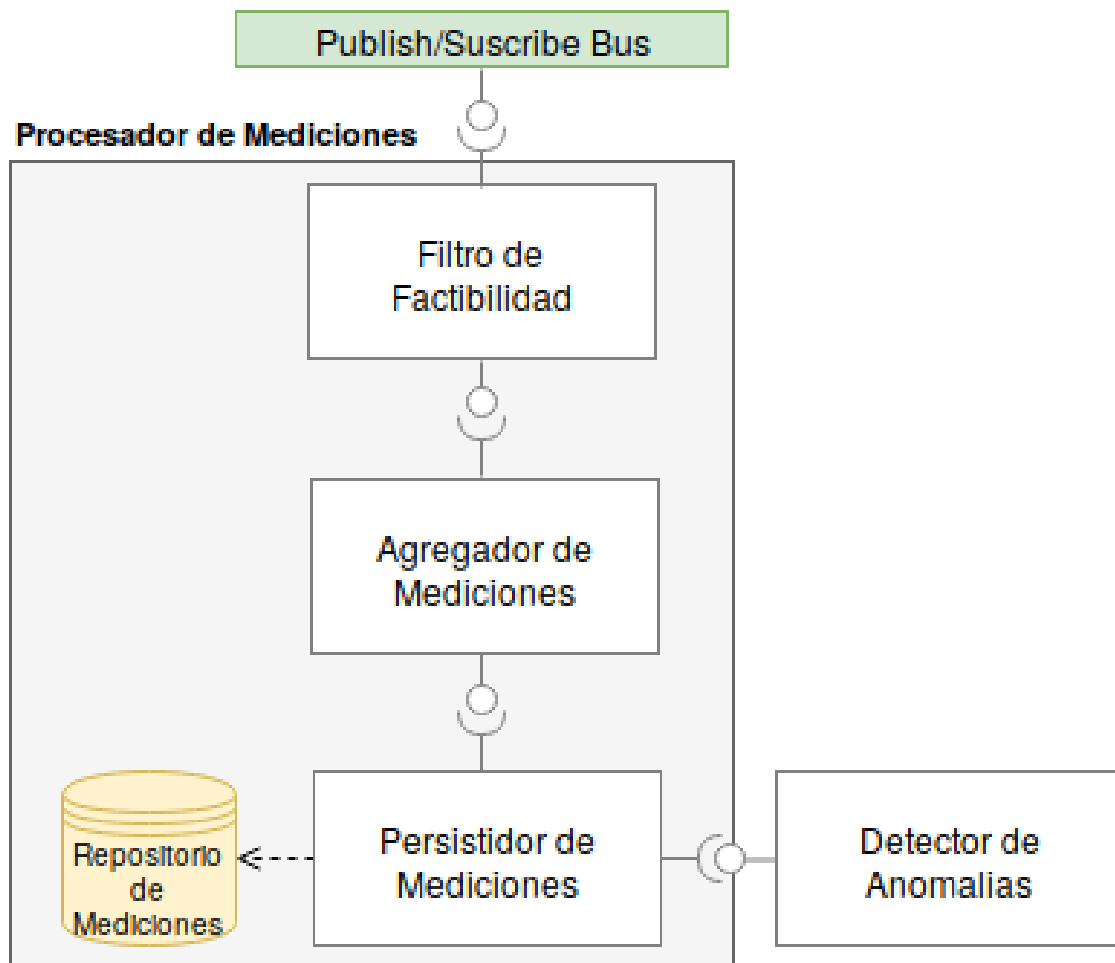 Publish/Suscribe Bus
Procesador de Mediciones
Filtro de
Factibilidad
Agregador de
Mediciones
Repositorio
de
Mediciones
Persistidor de
Mediciones
Detector de
Anomalias